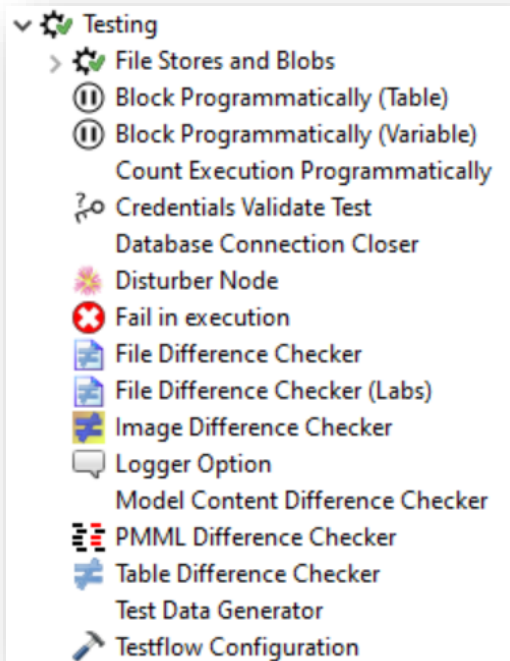 Testing
File Stores and Blobs
Block Programmatically (Table)
Block Programmatically (Variable)
Count Execution Programmatically
Credentials Validate Test
Database Connection Closer
Disturber Node
Fail in execution
File Difference Checker
File Difference Checker (Labs)
Image Difference Checker
Logger Option
Model Content Difference Checker
PMML Difference Checker
Table Difference Checker
Test Data Generator
Testflow Configuration